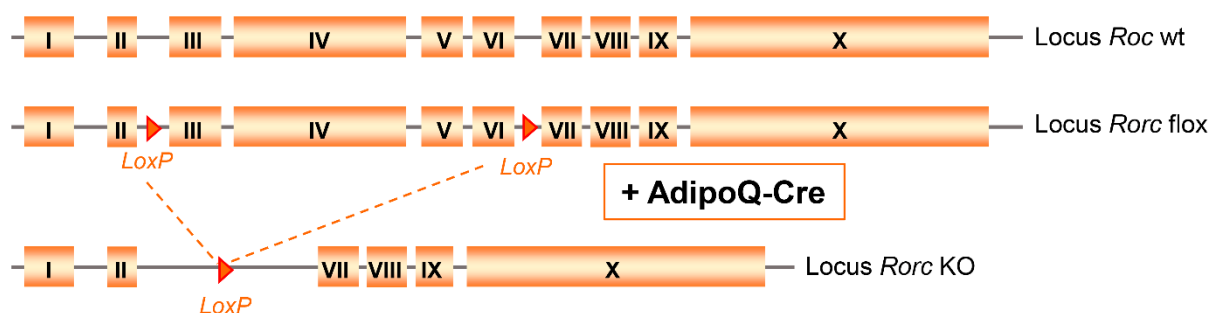 I II III IV V VI VII VIII IX X Locus Roc wt
I II III IV V VI VII VIII IX X Locus Rorc flox
LoxP LoxP
+ AdipoQ-Cre
I II VII VIII IX X Locus Rorc KO
LoxP